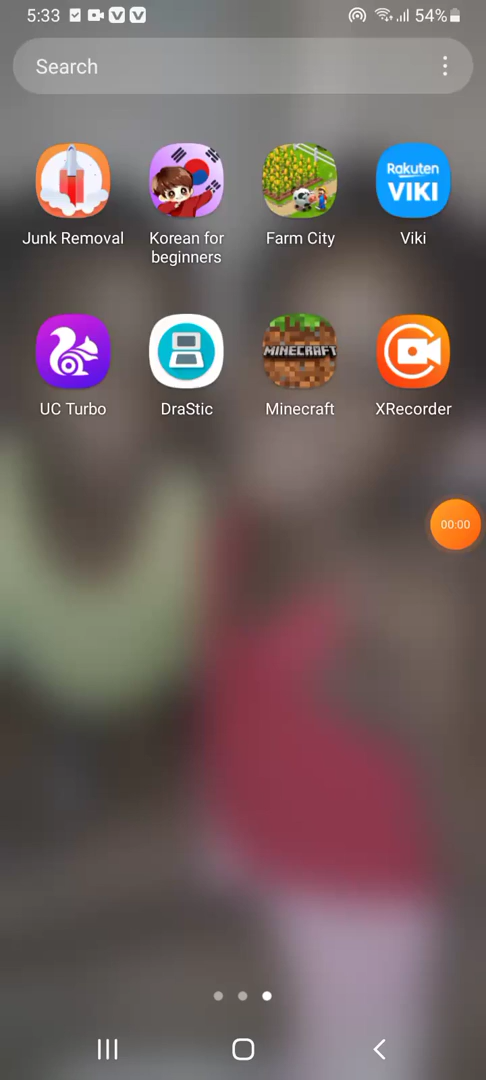 5:33
54%
Search
Rakuten
VIKI
Junk Removal
Korean for
beginners
Farm City
Viki
MINECRAFT
UC Turbo
DraStic
Minecraft
XRecorder
00:00